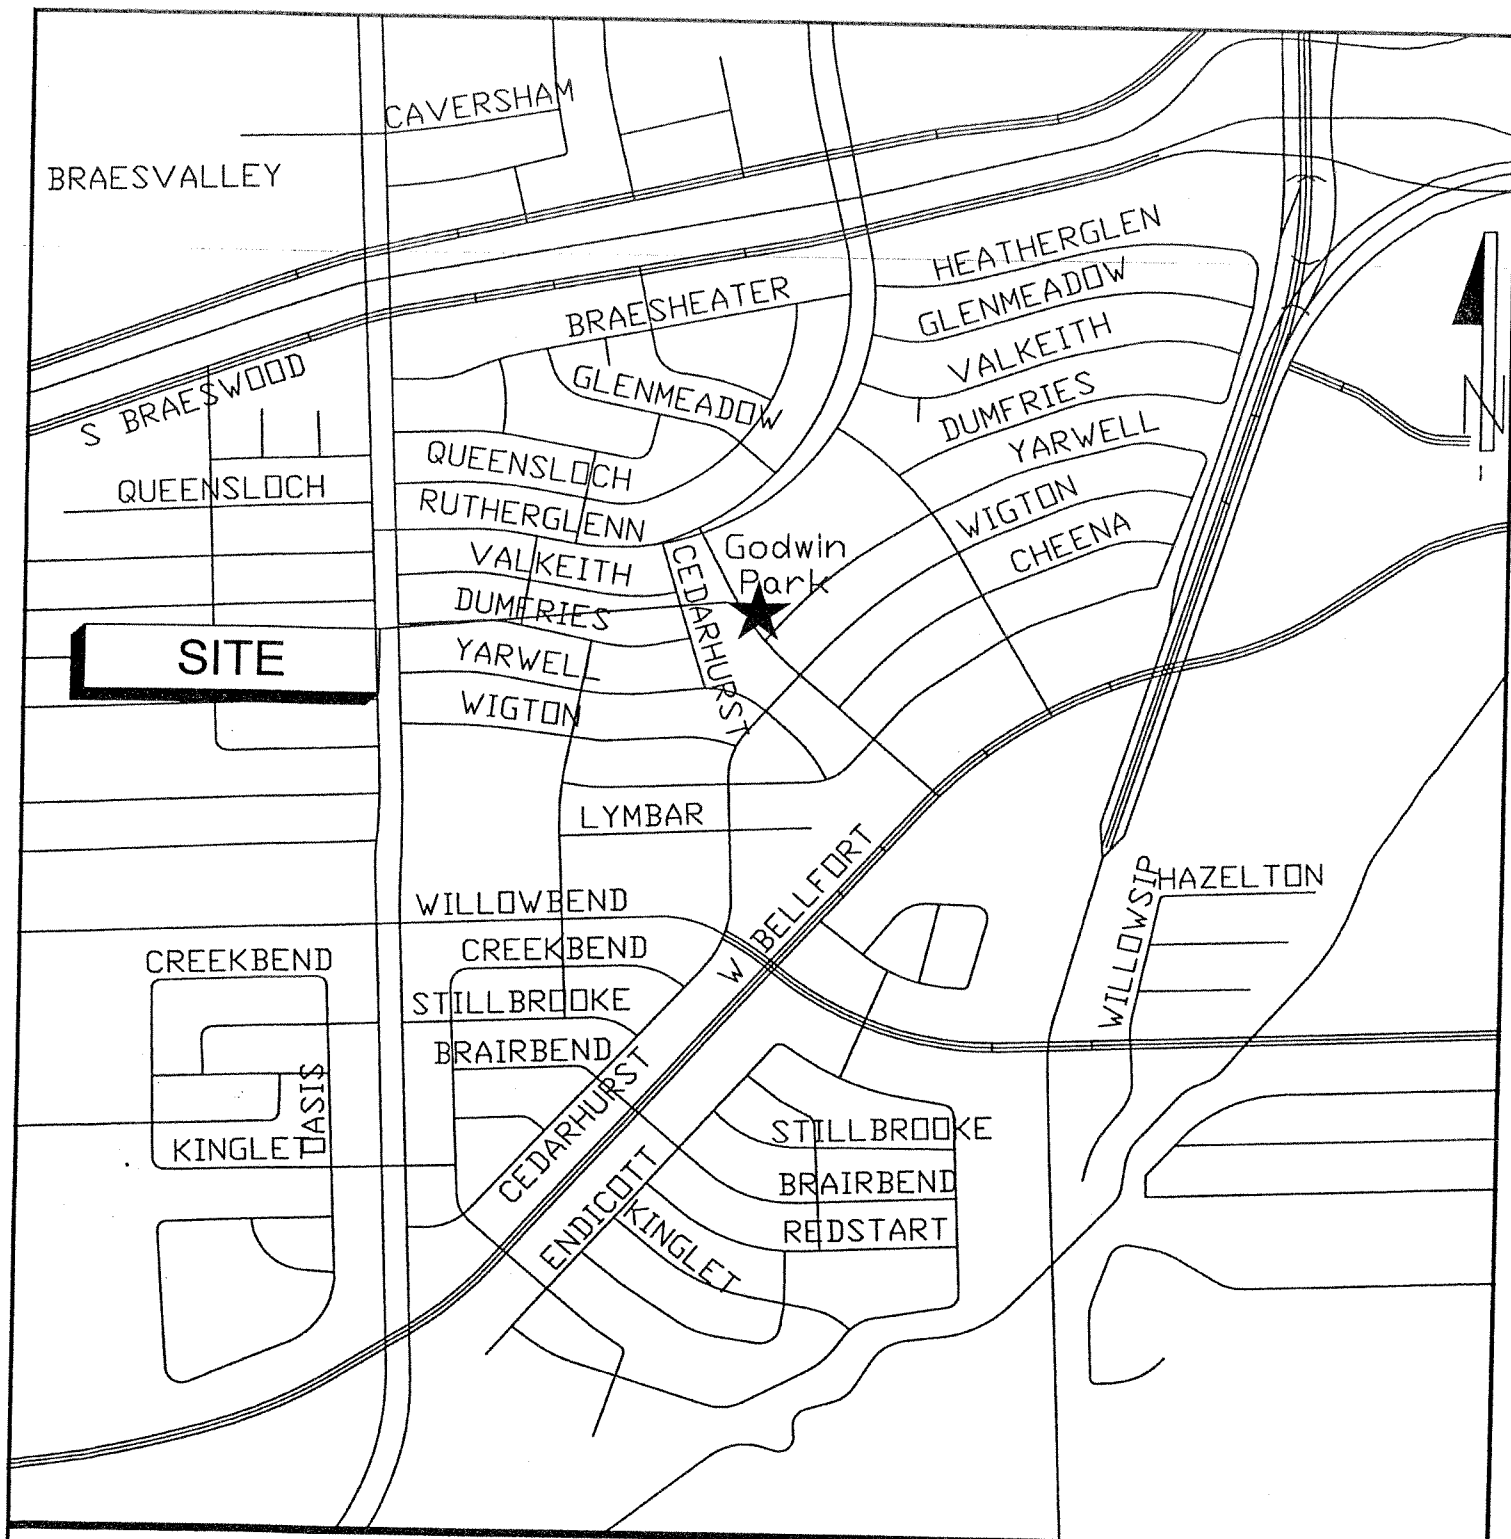 CAVERSHAM
BRAESVALLEY
HEATHERGLEN
GLENMEADOW
BRAESHEATER
VALKEITH
S BRAESWOOD
GLENMEADOW
DUMFRIES
YARWELL
N
QUEENSLOCH
QUEENSLOCH
WIGTON
RUTHERGLENN
CHEENA
Godwin
Park
VALKEITH
CEDARHURST
DUMFRIES
SITE
YARWELL
WIGTON
LYMBAR
W BELLFORT
HAZELTON
WILLOWSIP
WILLOWBEND
CREEKBEND
CREEKBEND
STILLBROOKE
BRAIRBEND
OASIS
CEDARHURST
STILLBROOKE
KINGLET
BRAIRBEND
ENDICOTT
KINGLET
REDSTART